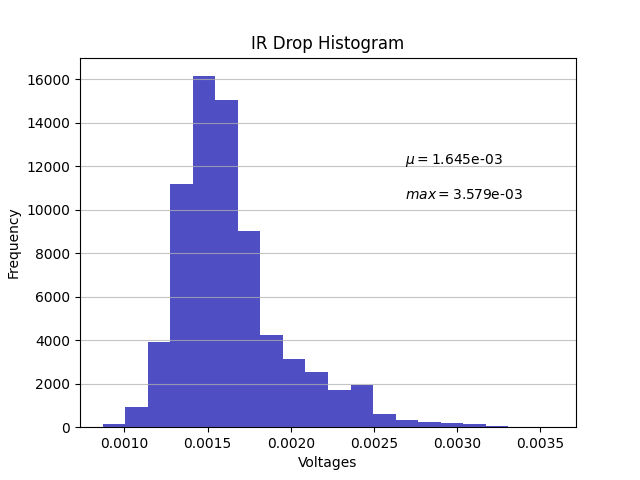 IR Drop Histogram
16000
14000
12000
10000
8000
6000
4000
2000
0
Frequency
μ = 1.645e-03
max = 3.579e-03
0.0010 0.0015 0.0020 0.0025 0.0030 0.0035
Voltages